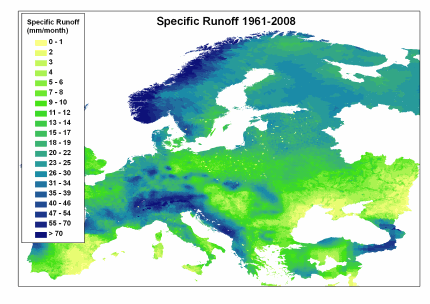 Specific Runoff 1961-2008
Specific Runoff
(mm/month)
0 - 1
2
3
4
5 - 6
7 - 8
9 - 10
11 - 12
13 - 14
15 - 17
18 - 19
20 - 22
23 - 25
26 - 30
31 - 34
35 - 39
40 - 46
47 - 54
55 - 70
> 70